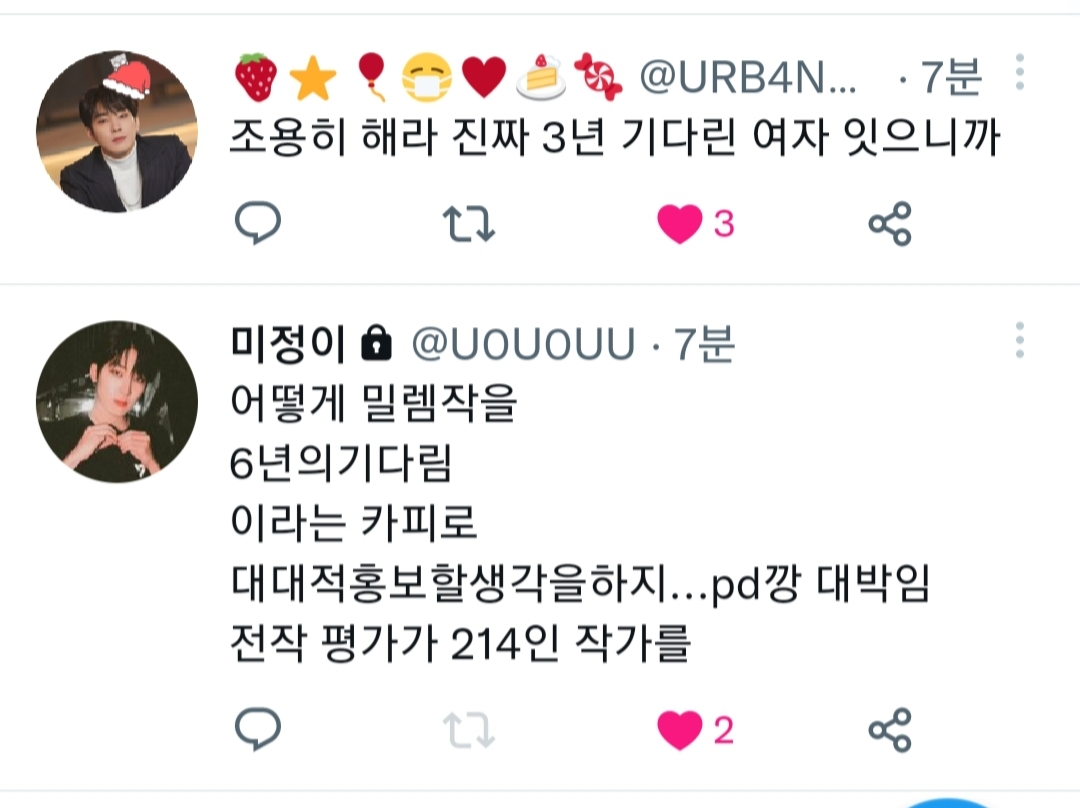 🍓⭐🎈😷❤️🍰🍬 @URB4N... · 7분
조용히 해라 진짜 3년 기다린 여자 잇으니까
3
미정이🔒 @U0U0UU · 7분
어떻게 밀렘작을
6년의기다림
이라는 카피로
대대적홍보할생각을하지...pd깡 대박임
전작 평가가 214인 작가를
2